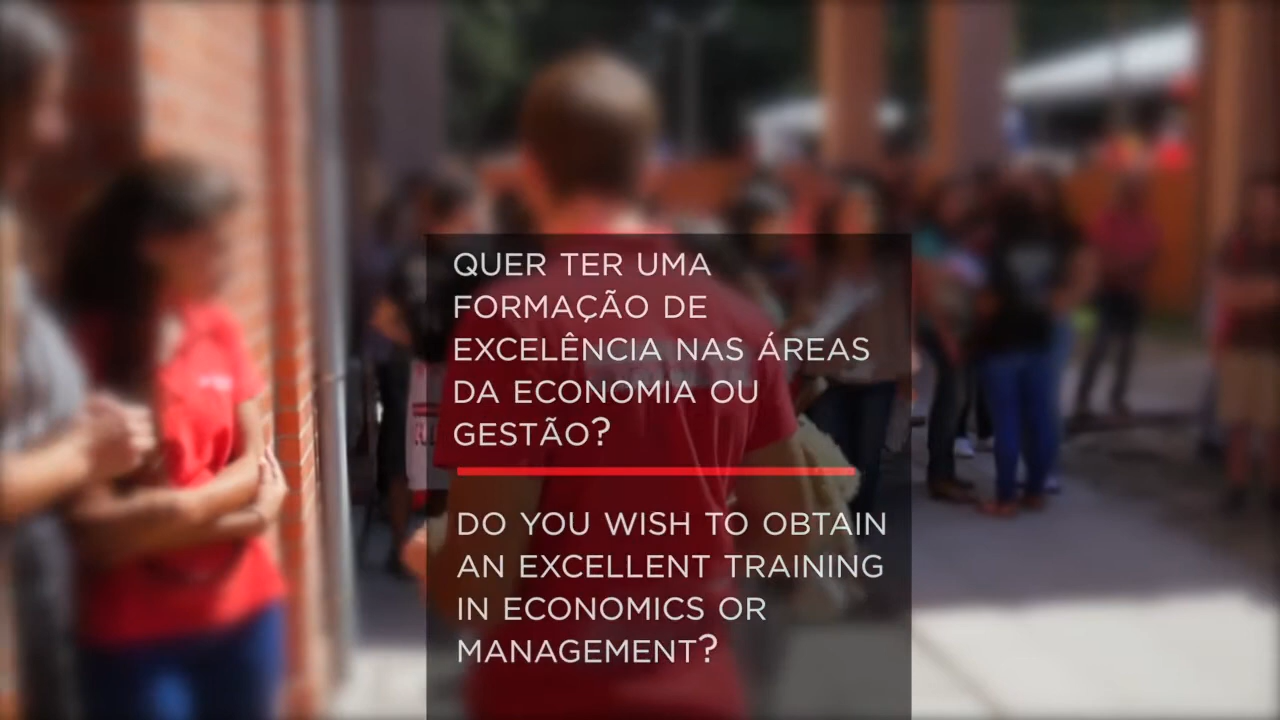 QUER TER UMA
FORMAÇÃO DE
EXCELÊNCIA NAS ÁREAS
DA ECONOMIA OU
GESTÃO?
DO YOU WISH TO OBTAIN
AN EXCELLENT TRAINING
IN ECONOMICS OR
MANAGEMENT?